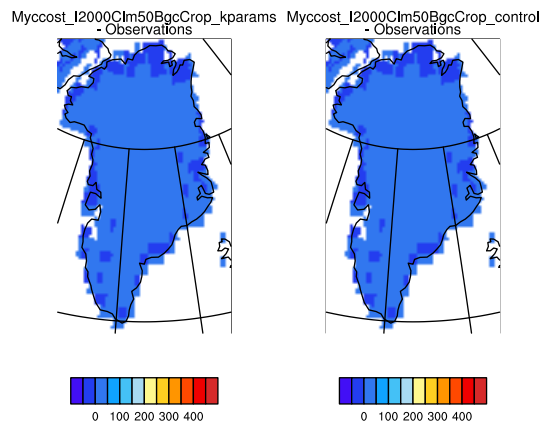 Myccost_I2000Clm50BgcCrop_kparams
- Observations
Myccost_I2000Clm50BgcCrop_control
- Observations
0 100 200 300 400
0 100 200 300 400